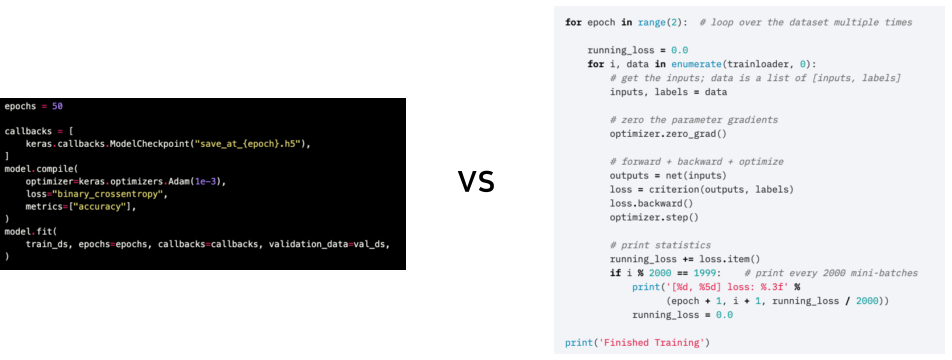 epochs = 50
callbacks = [
    keras.callbacks.ModelCheckpoint("save_at_{epoch}.h5"),
]
model.compile(
    optimizer=keras.optimizers.Adam(1e-3),
    loss="binary_crossentropy",
    metrics=["accuracy"],
)
model.fit(
    train_ds, epochs=epochs, callbacks=callbacks, validation_data=val_ds,
)
VS
for epoch in range(2):  # loop over the dataset multiple times
    running_loss = 0.0
    for i, data in enumerate(trainloader, 0):
        # get the inputs; data is a list of [inputs, labels]
        inputs, labels = data
        # zero the parameter gradients
        optimizer.zero_grad()
        # forward + backward + optimize
        outputs = net(inputs)
        loss = criterion(outputs, labels)
        loss.backward()
        optimizer.step()
        # print statistics
        running_loss += loss.item()
        if i % 2000 == 1999:    # print every 2000 mini-batches
            print('[%d, %5d] loss: %.3f' %
                  (epoch + 1, i + 1, running_loss / 2000))
            running_loss = 0.0
print('Finished Training')